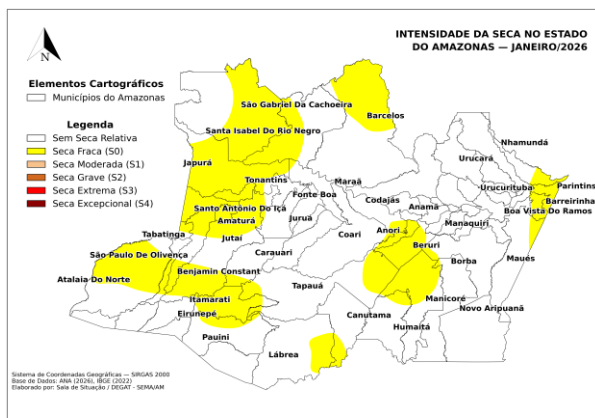 INTENSIDADE DA SECA NO ESTADO
DO AMAZONAS — JANEIRO/2026
N
Elementos Cartográficos
Municípios do Amazonas
Legenda
Sem Seca Relativa
Seca Fraca (S0)
Seca Moderada (S1)
Seca Grave (S2)
Seca Extrema (S3)
Seca Excepcional (S4)
São Gabriel Da Cachoeira
Barcelos
Santa Isabel Do Rio Negro
Nhamundá
Japurá
Urucará
Tonantins
Maraã
Urucurituba
Parintins
Fonte Boa
Codajás
Barreirinha
Santo Antônio Do Içá
Anamã
Boa Vista Do Ramos
Amaturá
Juruá
Manaquiri
Tabatinga
Jutaí
Coari
Anori
Beruri
São Paulo De Olivença
Carauari
Borba
Maués
Atalaia Do Norte
Benjamin Constant
Tapauá
Itamarati
Manicoré
Eirunepé
Canutama
Novo Aripuanã
Pauini
Humaitá
Lábrea
Sistema de Coordenadas Geográficas — SIRGAS 2000
Base de Dados: ANA (2026), IBGE (2022)
Elaborado por: Sala de Situação / DEGAT - SEMA/AM